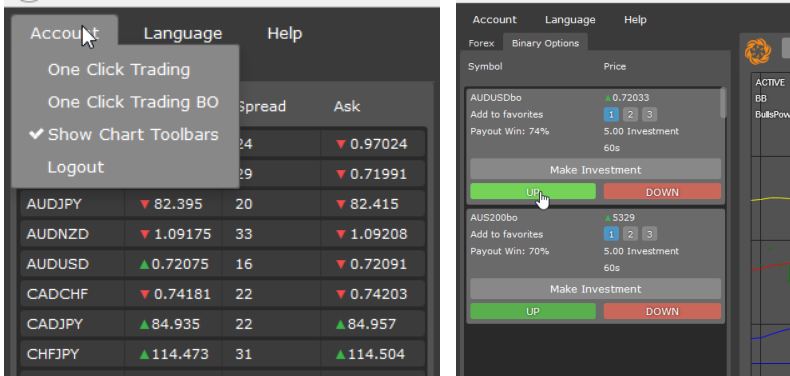 Account Language Help
One Click Trading
One Click Trading BO
Show Chart Toolbars
Logout
Spread Ask
24 ▼ 0.97024
29 ▼ 0.71991
AUDJPY ▼ 82.395 20 ▼ 82.415
AUDNZD ▼ 1.09175 33 ▼ 1.09208
AUDUSD ▲ 0.72075 16 ▼ 0.72091
CADCHF ▼ 0.74181 22 ▼ 0.74203
CADJPY ▲ 84.935 22 ▲ 84.957
CHFJPY ▲ 114.473 31 ▲ 114.504
Account Language Help
Forex Binary Options
Symbol Price
AUDUSDbo ▲ 0.72033
Add to favorites 1 2 3
Payout Win: 74% 5.00 Investment
60s
Make Investment
UP DOWN
AUS200bo ▲ 5329
Add to favorites 1 2 3
Payout Win: 70% 5.00 Investment
60s
Make Investment
UP DOWN
ACTIVE
BB